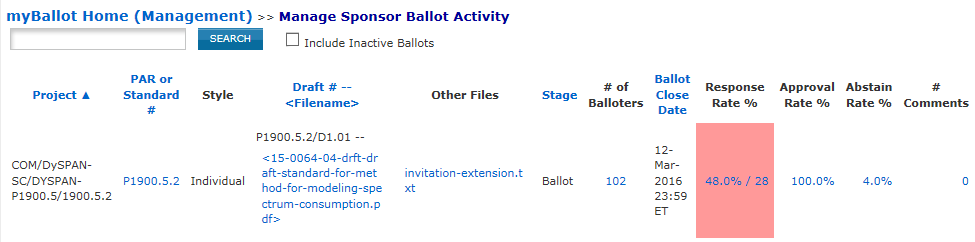 myBallot Home (Management) >> Manage Sponsor Ballot Activity
SEARCH
Include Inactive Ballots
Project ▲
PAR or
Standard
#
Style
Draft # --
<Filename>
Other Files
Stage
# of
Balloters
Ballot
Close
Date
Response
Rate %
Approval
Rate %
Abstain
Rate %
#
Comments
COM/DySPAN-
SC/DYSPAN-
P1900.5/1900.5.2
P1900.5.2
Individual
P1900.5.2/D1.01 --
<15-0064-04-drft-dr
aft-standard-for-met
hod-for-modeling-spe
ctrum-consumption.p
df>
invitation-extension.t
xt
Ballot
102
12-
Mar-
2016
23:59
ET
48.0% / 28
100.0%
4.0%
0